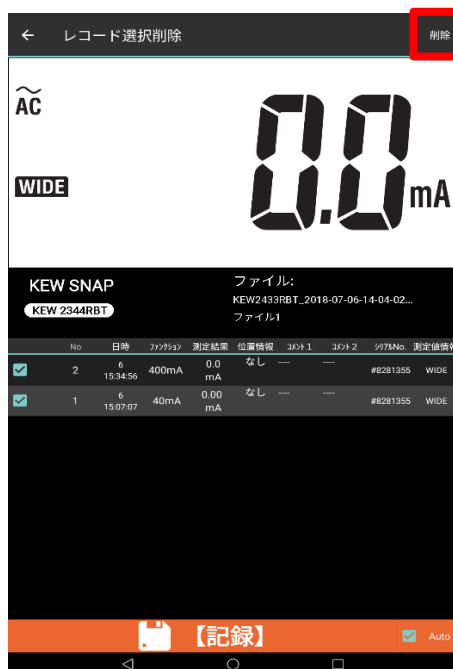 レコード選択削除 削除
AC
WIDE
0.0 mA
KEW SNAP
KEW 2344RBT
ファイル:
KEW2433RBT_2018-07-06-14-04-02...
ファイル1
No 日時 ファンクション 測定結果 位置情報 コメント1 コメント2 シリアルNo. 測定値情報
2 6 15:34:56 400mA 0.0 mA なし ---- ---- #8281355 WIDE
1 6 15:07:07 40mA 0.00 mA なし ---- ---- #8281355 WIDE
【記録】 Auto